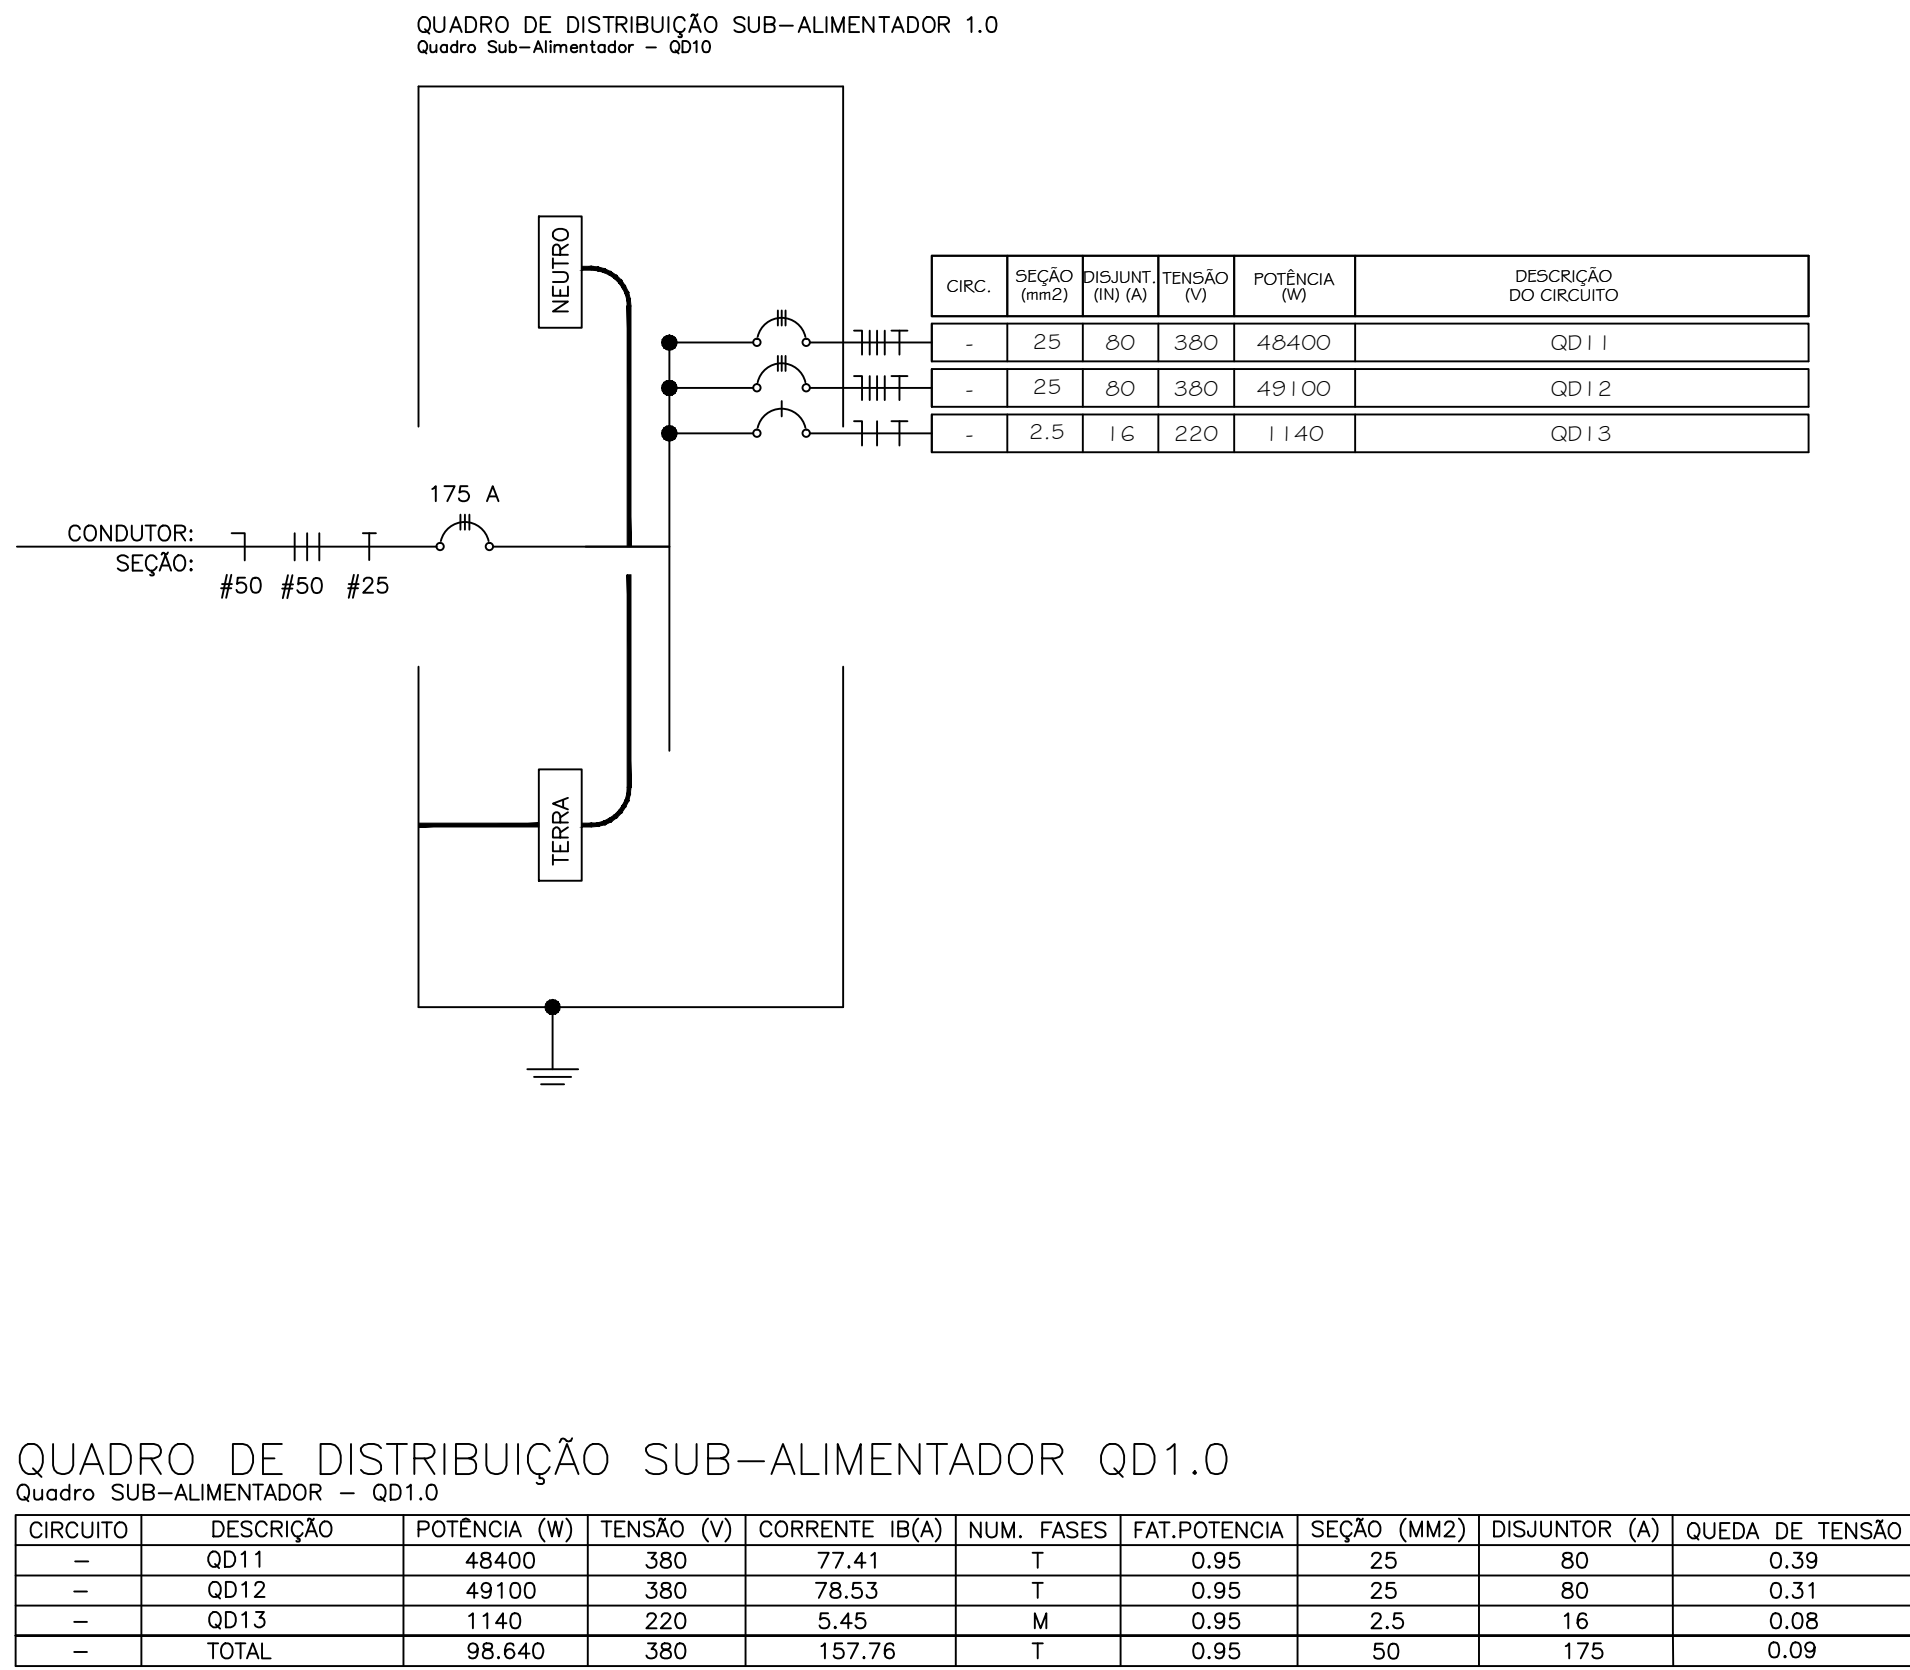 QUADRO DE DISTRIBUIÇÃO SUB-ALIMENTADOR 1.0
Quadro Sub-Alimentador - QD10
NEUTRO
CIRC. SEÇÃO (mm2) DISJUNT. (IN) (A) TENSÃO (V) POTÊNCIA (W) DESCRIÇÃO DO CIRCUITO
- 25 80 380 48400 QD11
- 25 80 380 49100 QD12
- 2.5 16 220 1140 QD13
175 A
CONDUTOR:
SEÇÃO:
#50 #50 #25
TERRA
QUADRO DE DISTRIBUIÇÃO SUB-ALIMENTADOR QD1.0
Quadro SUB-ALIMENTADOR - QD1.0
CIRCUITO DESCRIÇÃO POTÊNCIA (W) TENSÃO (V) CORRENTE IB(A) NUM. FASES FAT.POTENCIA SEÇÃO (MM2) DISJUNTOR (A) QUEDA DE TENSÃO
- QD11 48400 380 77.41 T 0.95 25 80 0.39
- QD12 49100 380 78.53 T 0.95 25 80 0.31
- QD13 1140 220 5.45 M 0.95 2.5 16 0.08
- TOTAL 98.640 380 157.76 T 0.95 50 175 0.09